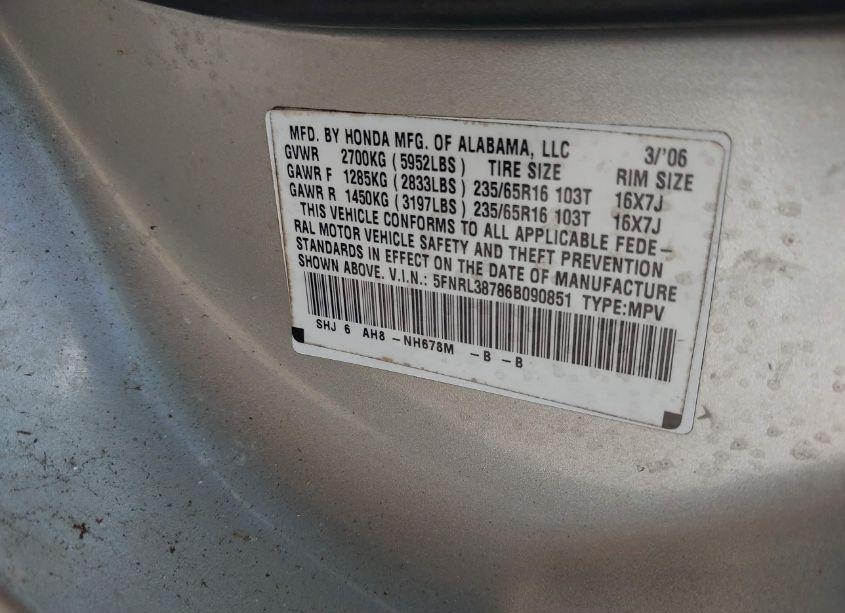 MFD. BY HONDA MFG. OF ALABAMA, LLC 3/'06
GVWR 2700KG (5952LBS) TIRE SIZE RIM SIZE
GAWR F 1285KG (2833LBS) 235/65R16 103T 16X7J
GAWR R 1450KG (3197LBS) 235/65R16 103T 16X7J
THIS VEHICLE CONFORMS TO ALL APPLICABLE FEDE-
RAL MOTOR VEHICLE SAFETY AND THEFT PREVENTION
STANDARDS IN EFFECT ON THE DATE OF MANUFACTURE
SHOWN ABOVE. V.I.N.: 5FNRL38786B090851 TYPE:MPV
SHJ 6 AH8 -NH678M -B -B